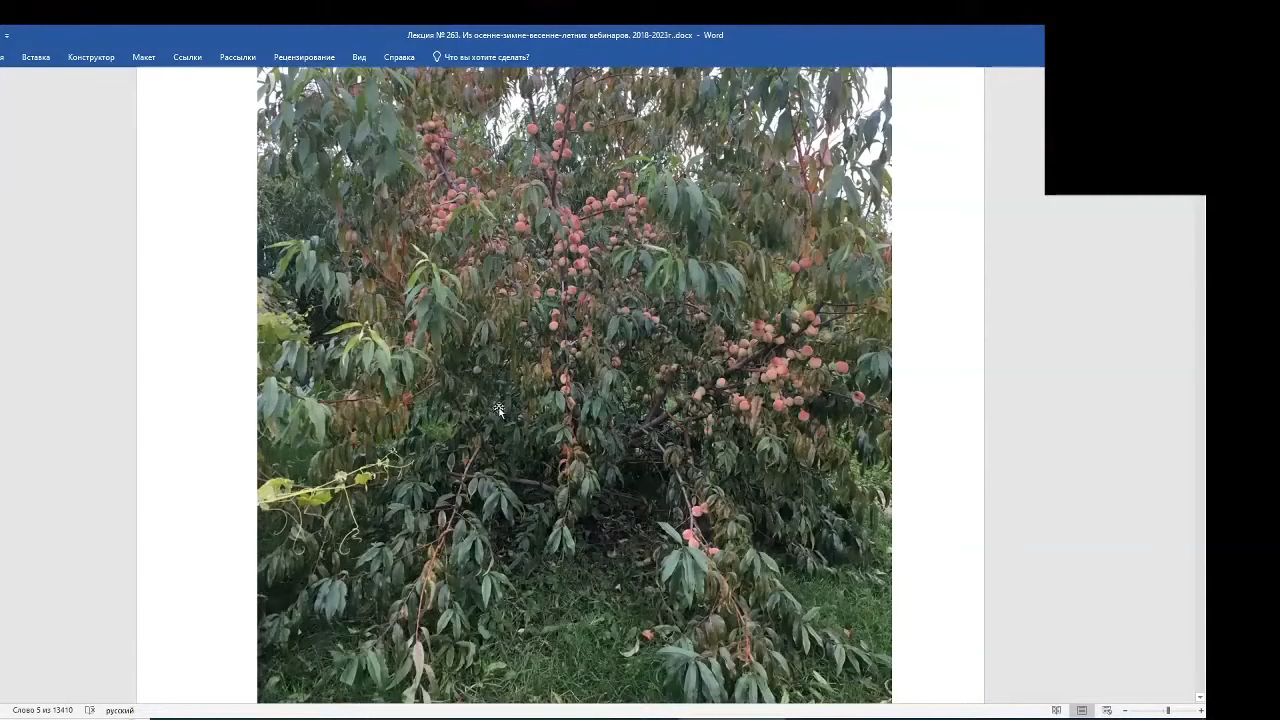 Лекция № 263. Из осенне-зимне-весенне-летних вебинаров. 2018-2023г..docx - Word
я Вставка Конструктор Макет Ссылки Рассылки Рецензирование Вид Справка Что вы хотите сделать?
Слово 5 из 13410 русский